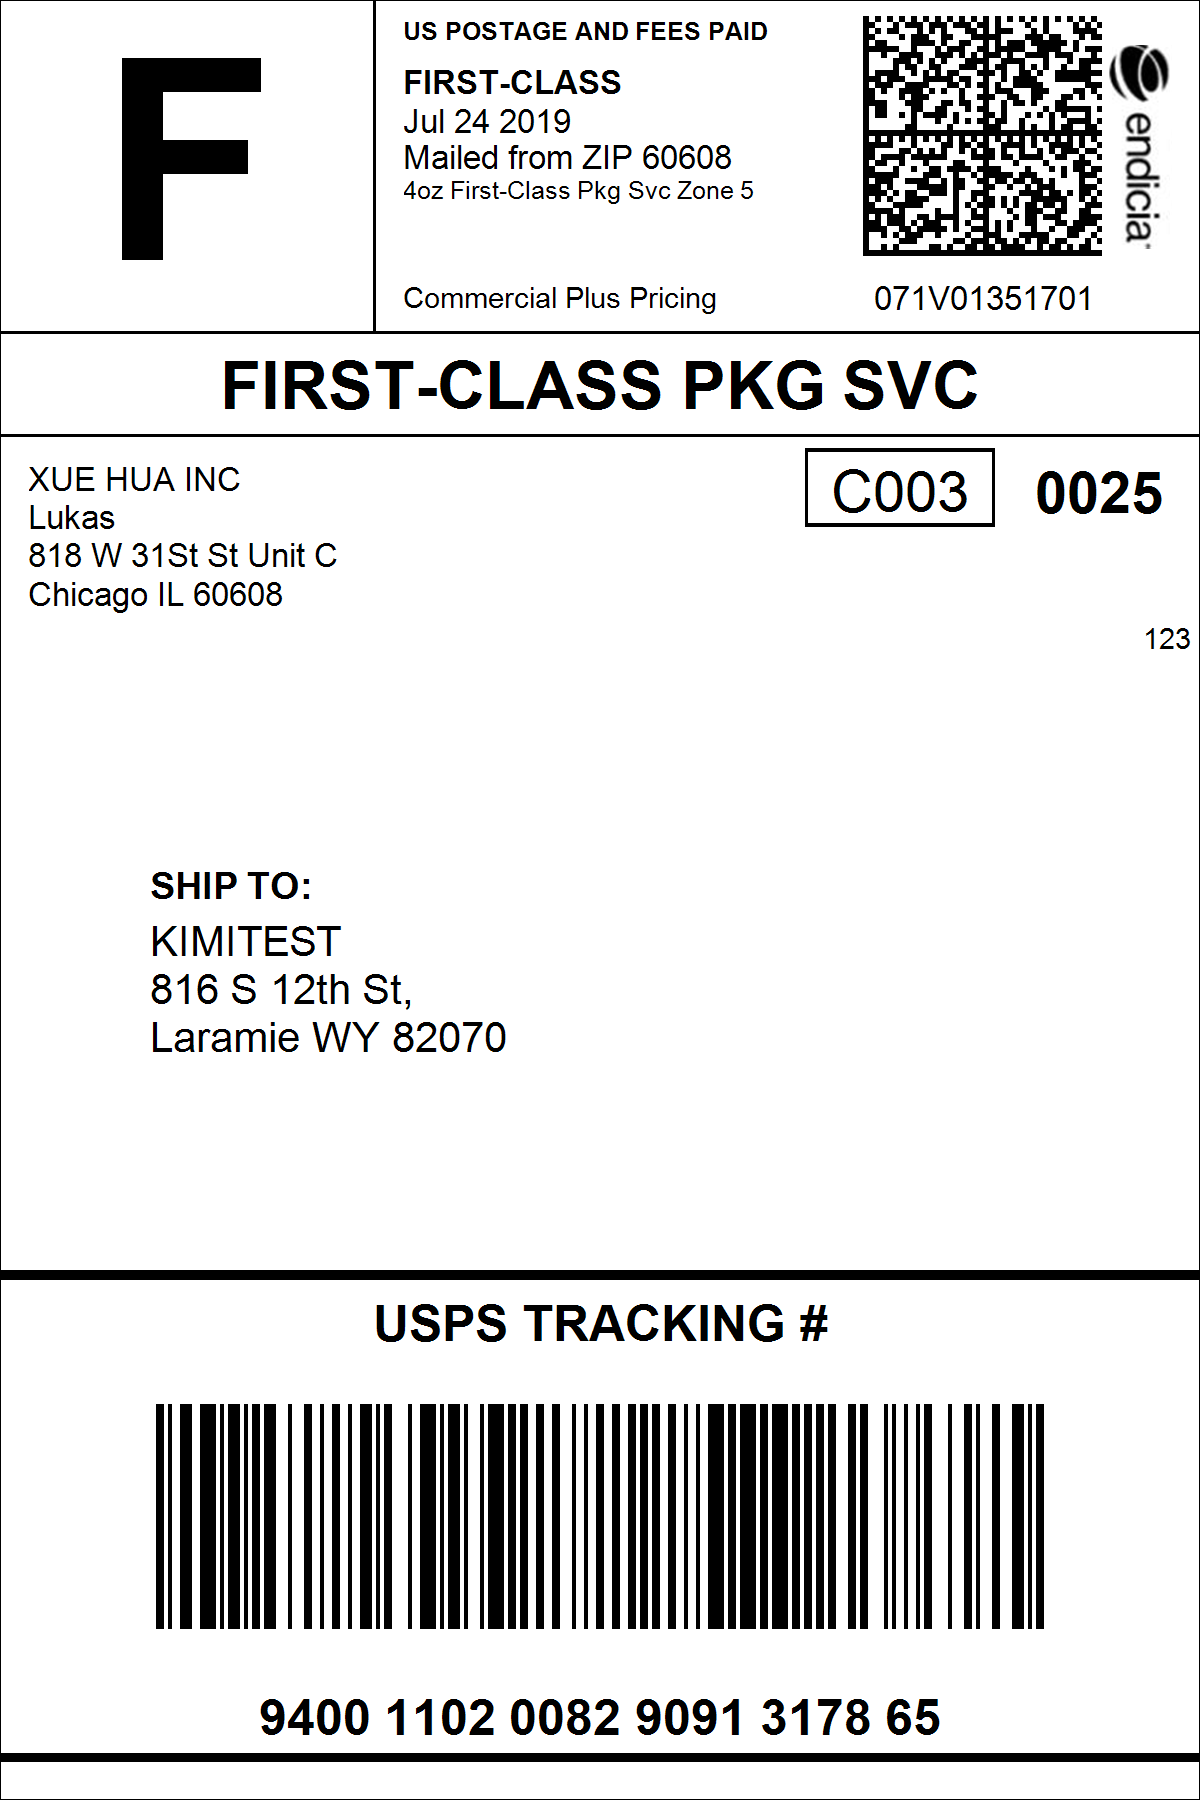 F
US POSTAGE AND FEES PAID
FIRST-CLASS
Jul 24 2019
Mailed from ZIP 60608
4oz First-Class Pkg Svc Zone 5
Commercial Plus Pricing
endicia
071V01351701
FIRST-CLASS PKG SVC
XUE HUA INC
Lukas
818 W 31St St Unit C
Chicago IL 60608
C003
0025
123
SHIP TO:
KIMITEST
816 S 12th St,
Laramie WY 82070
USPS TRACKING #
9400 1102 0082 9091 3178 65